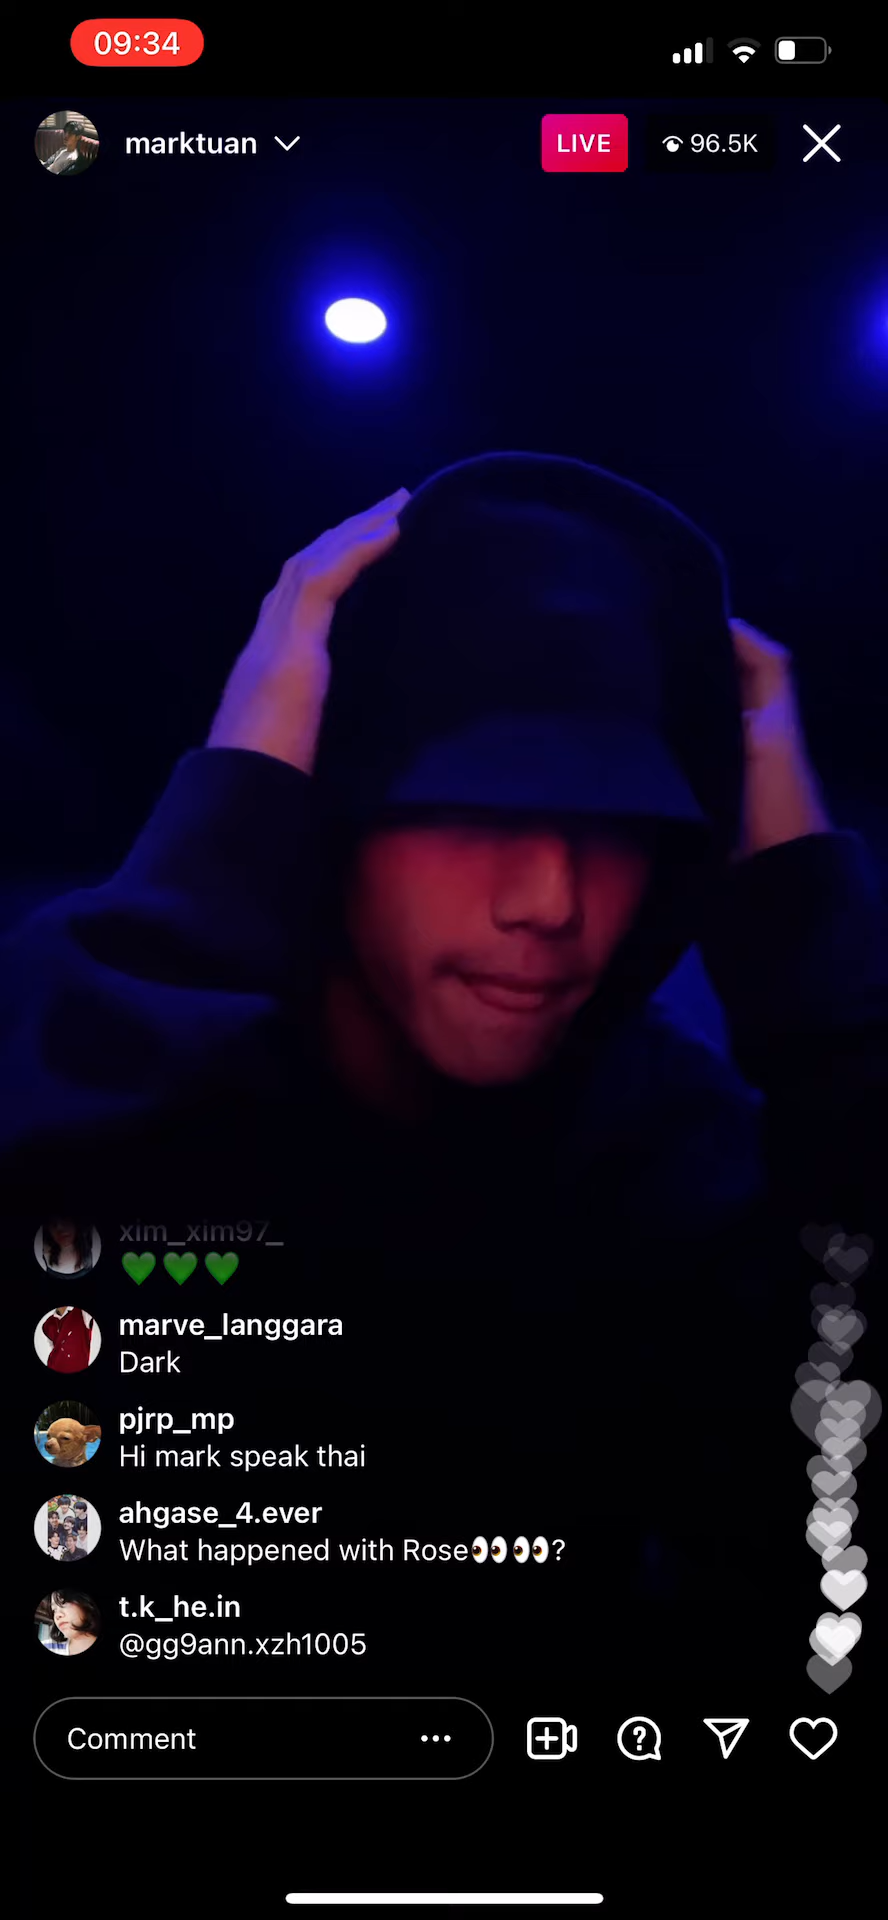 09:34
marktuan
LIVE
96.5K
xim_xim97_
💚💚💚
marve_langgara
Dark
pjrp_mp
Hi mark speak thai
ahgase_4.ever
What happened with Rose👀👀?
t.k_he.in
@gg9ann.xzh1005
Comment